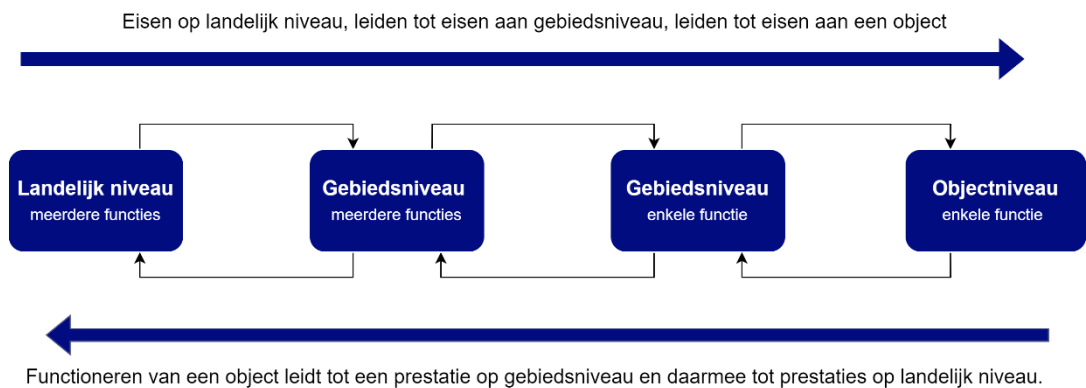 Eisen op landelijk niveau, leiden tot eisen aan gebiedsniveau, leiden tot eisen aan een object
Landelijk niveau
meerdere functies
Gebiedsniveau
meerdere functies
Gebiedsniveau
enkele functie
Objectniveau
enkele functie
Functioneren van een object leidt tot een prestatie op gebiedsniveau en daarmee tot prestaties op landelijk niveau.